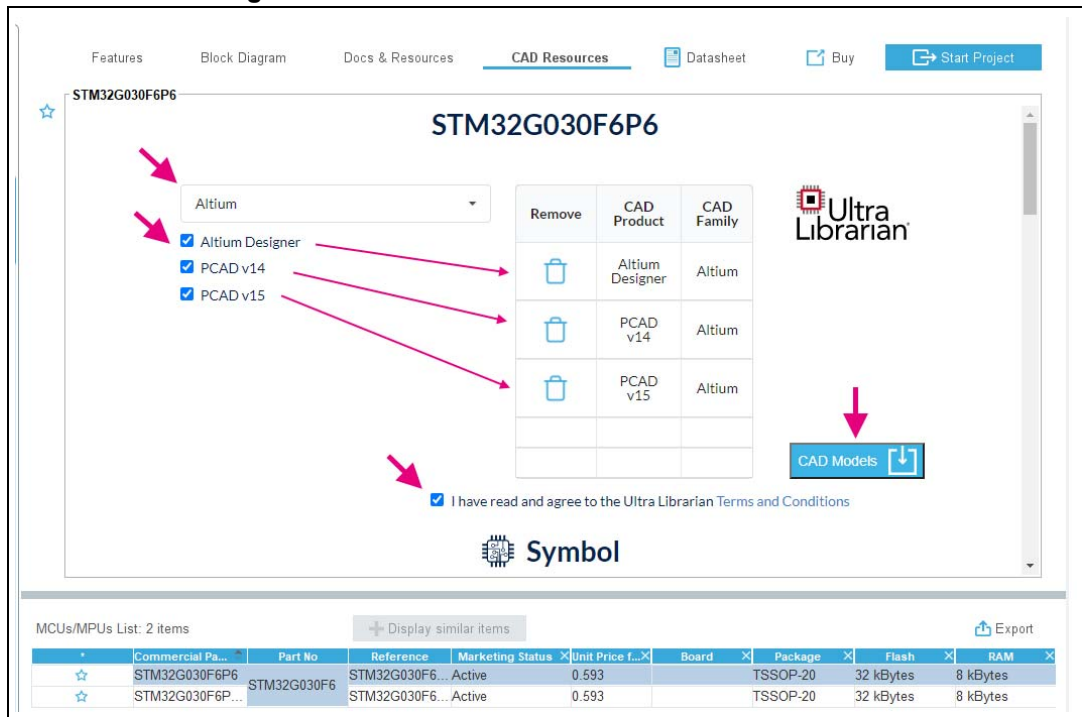 Features Block Diagram Docs & Resources CAD Resources Datasheet Buy Start Project
STM32G030F6P6
STM32G030F6P6
Altium
Altium Designer
PCAD v14
PCAD v15
Remove CAD Product CAD Family
Altium Designer Altium
PCAD v14 Altium
PCAD v15 Altium
Ultra
Librarian
CAD Models
I have read and agree to the Ultra Librarian Terms and Conditions
Symbol
MCUs/MPUs List: 2 items Display similar items Export
* Commercial Pa... Part No Reference Marketing Status Unit Price f... Board Package Flash RAM
STM32G030F6P6 STM32G030F6 STM32G030F6... Active 0.593 TSSOP-20 32 kBytes 8 kBytes
STM32G030F6P... STM32G030F6... Active 0.593 TSSOP-20 32 kBytes 8 kBytes